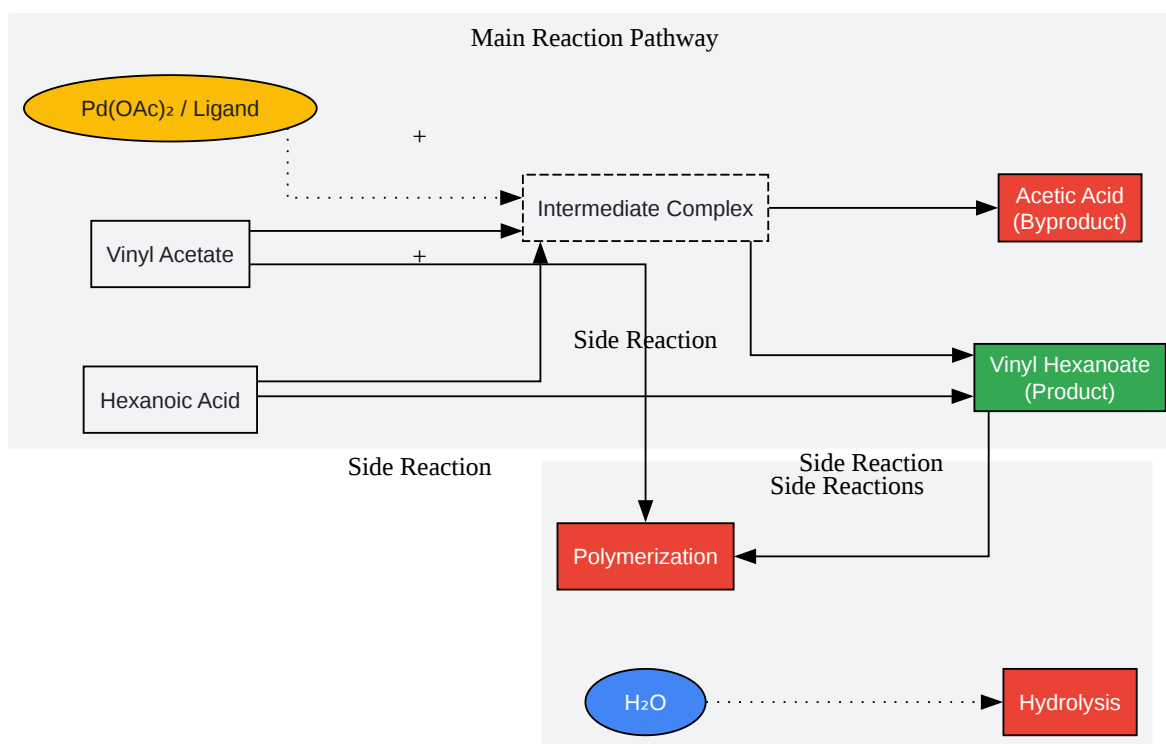 Main Reaction Pathway
Pd(OAc)₂ / Ligand
+
Intermediate Complex
Acetic Acid
(Byproduct)
Vinyl Acetate
+
Side Reaction
Vinyl Hexanoate
(Product)
Hexanoic Acid
Side Reaction
Side Reaction
Side Reactions
Polymerization
H₂O
Hydrolysis